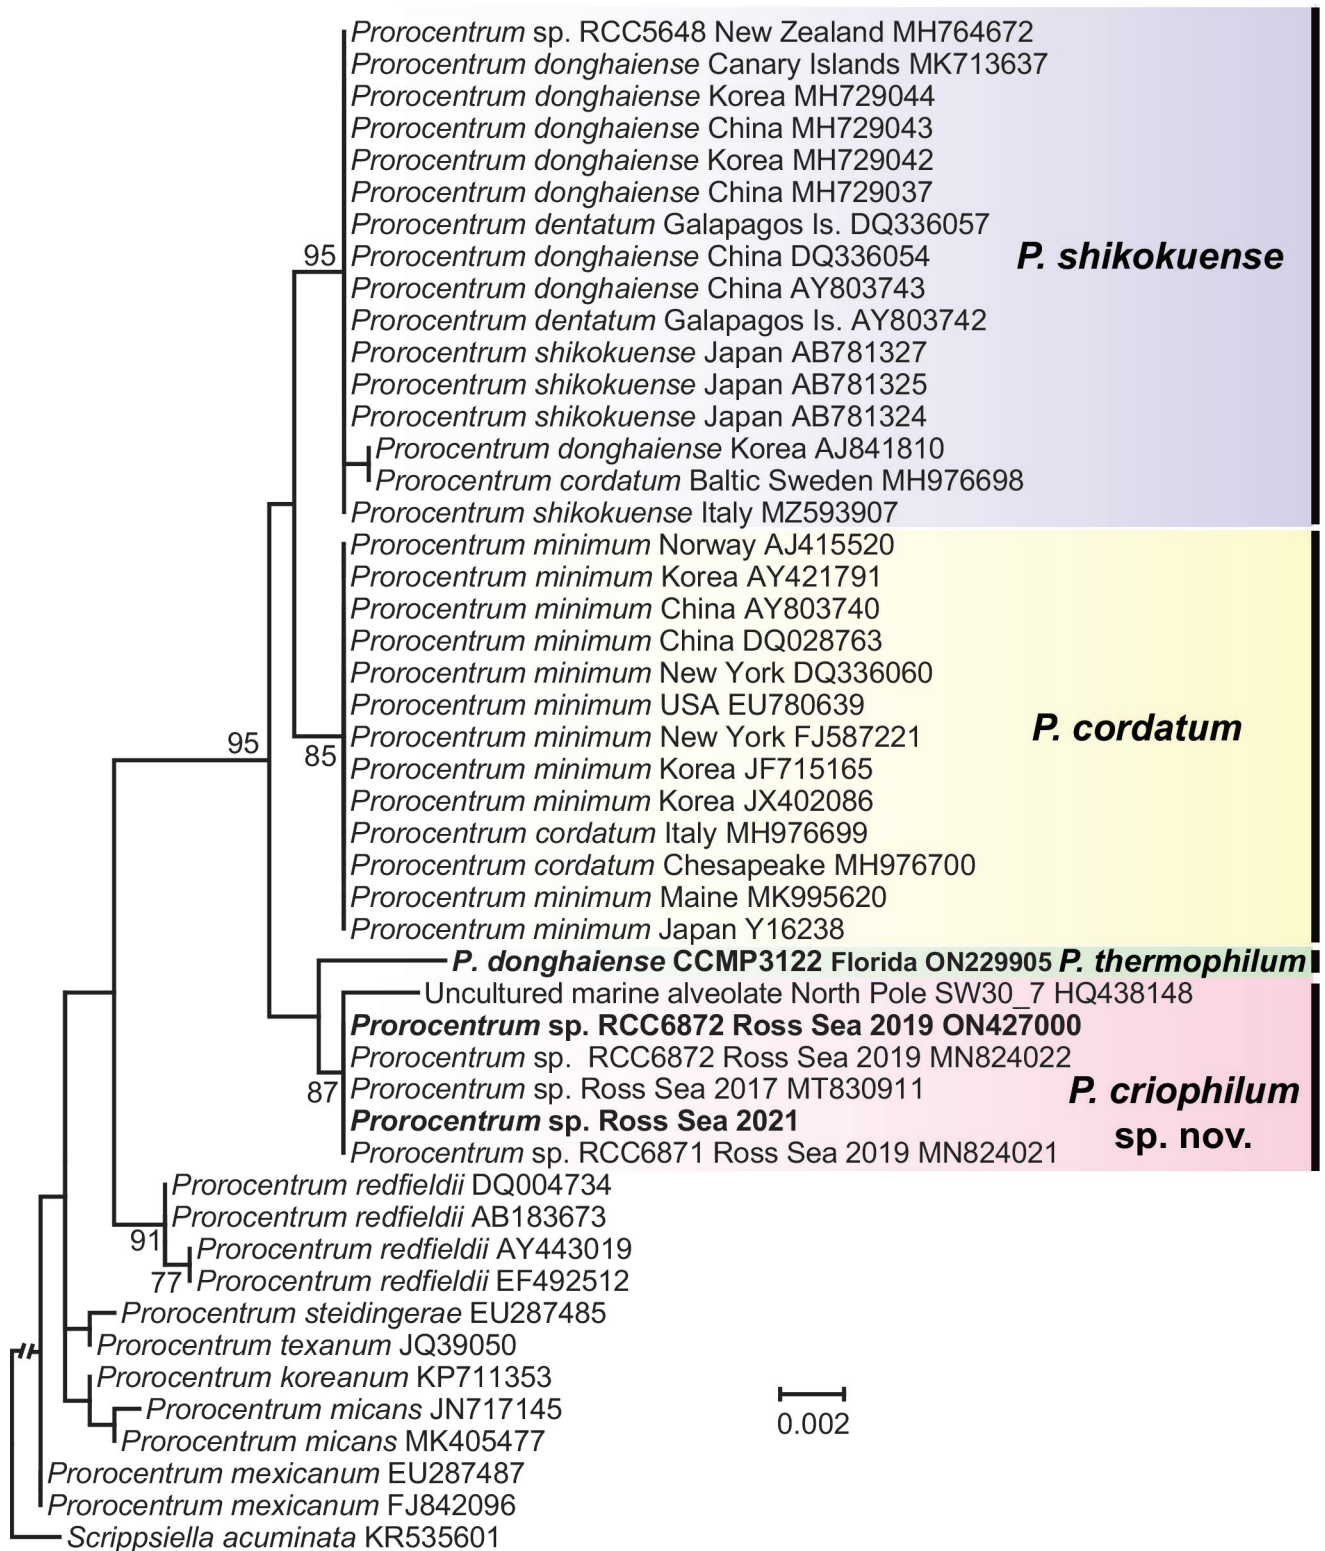 Prorocentrum sp. RCC5648 New Zealand MH764672
Prorocentrum donghaiense Canary Islands MK713637
Prorocentrum donghaiense Korea MH729044
Prorocentrum donghaiense China MH729043
Prorocentrum donghaiense Korea MH729042
Prorocentrum donghaiense China MH729037
Prorocentrum dentatum Galapagos Is. DQ336057
95
Prorocentrum donghaiense China DQ336054
P. shikokuense
Prorocentrum donghaiense China AY803743
Prorocentrum dentatum Galapagos Is. AY803742
Prorocentrum shikokuense Japan AB781327
Prorocentrum shikokuense Japan AB781325
Prorocentrum shikokuense Japan AB781324
Prorocentrum donghaiense Korea AJ841810
Prorocentrum cordatum Baltic Sweden MH976698
Prorocentrum shikokuense Italy MZ593907
Prorocentrum minimum Norway AJ415520
Prorocentrum minimum Korea AY421791
Prorocentrum minimum China AY803740
Prorocentrum minimum China DQ028763
Prorocentrum minimum New York DQ336060
Prorocentrum minimum USA EU780639
P. cordatum
95
85
Prorocentrum minimum New York FJ587221
Prorocentrum minimum Korea JF715165
Prorocentrum minimum Korea JX402086
Prorocentrum cordatum Italy MH976699
Prorocentrum cordatum Chesapeake MH976700
Prorocentrum minimum Maine MK995620
Prorocentrum minimum Japan Y16238
P. donghaiense CCMP3122 Florida ON229905 P. thermophilum
Uncultured marine alveolate North Pole SW30_7 HQ438148
Prorocentrum sp. RCC6872 Ross Sea 2019 ON427000
Prorocentrum sp. RCC6872 Ross Sea 2019 MN824022
87
Prorocentrum sp. Ross Sea 2017 MT830911
P. criophilum
sp. nov.
Prorocentrum sp. Ross Sea 2021
Prorocentrum sp. RCC6871 Ross Sea 2019 MN824021
Prorocentrum redfieldii DQ004734
Prorocentrum redfieldii AB183673
91
Prorocentrum redfieldii AY443019
77
Prorocentrum redfieldii EF492512
Prorocentrum steidingerae EU287485
Prorocentrum texanum JQ39050
Prorocentrum koreanum KP711353
Prorocentrum micans JN717145
0.002
Prorocentrum micans MK405477
Prorocentrum mexicanum EU287487
Prorocentrum mexicanum FJ842096
Scrippsiella acuminata KR535601